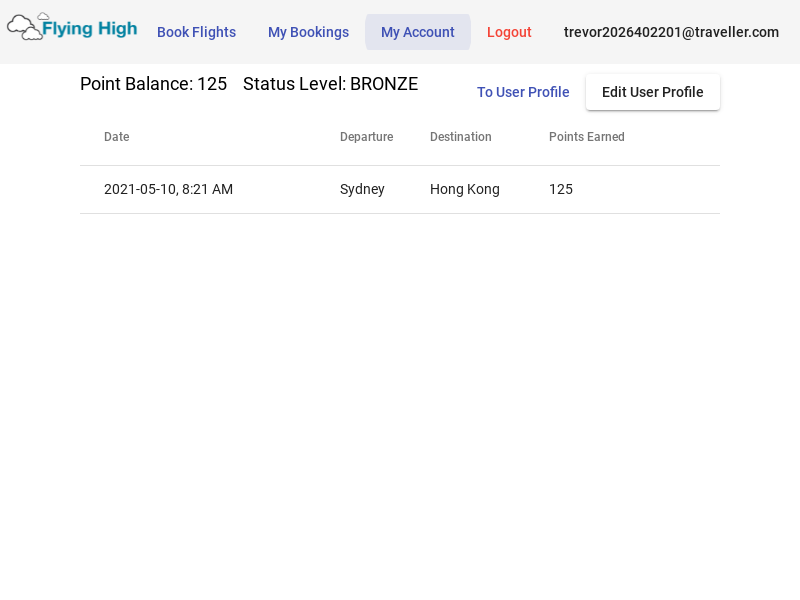 Flying High Book Flights My Bookings My Account Logout trevor2026402201@traveller.com
Point Balance: 125 Status Level: BRONZE To User Profile Edit User Profile
Date Departure Destination Points Earned
2021-05-10, 8:21 AM Sydney Hong Kong 125